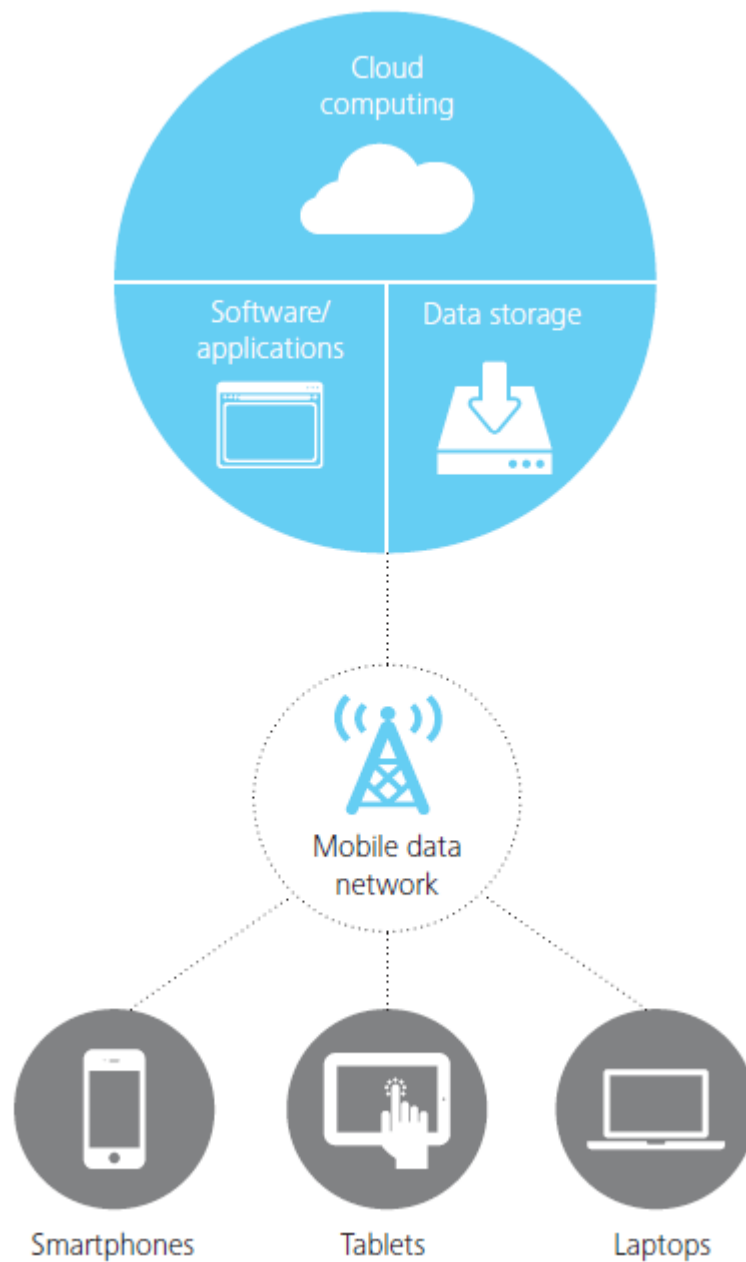 Cloud
computing
Software/
applications
Data storage
Mobile data
network
Smartphones
Tablets
Laptops